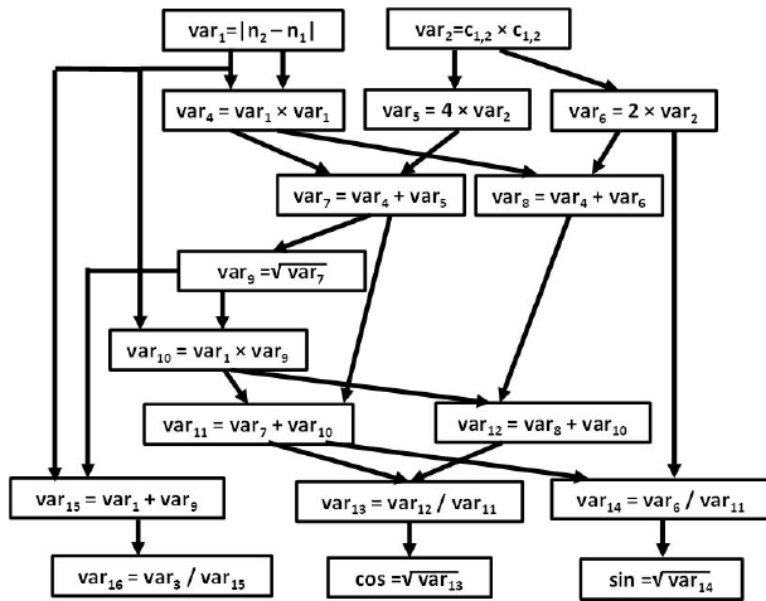 var₁=|n₂ – n₁|
var₂=c₁,₂ × c₁,₂
var₄ = var₁ × var₁
var₅ = 4 × var₂
var₆ = 2 × var₂
var₇ = var₄ + var₅
var₈ = var₄ + var₆
var₉ =√var₇
var₁₀ = var₁ × var₉
var₁₁ = var₇ + var₁₀
var₁₂ = var₈ + var₁₀
var₁₅ = var₁ + var₉
var₁₃ = var₁₂ / var₁₁
var₁₄ = var₆ / var₁₁
var₁₆ = var₃ / var₁₅
cos =√var₁₃
sin =√var₁₄